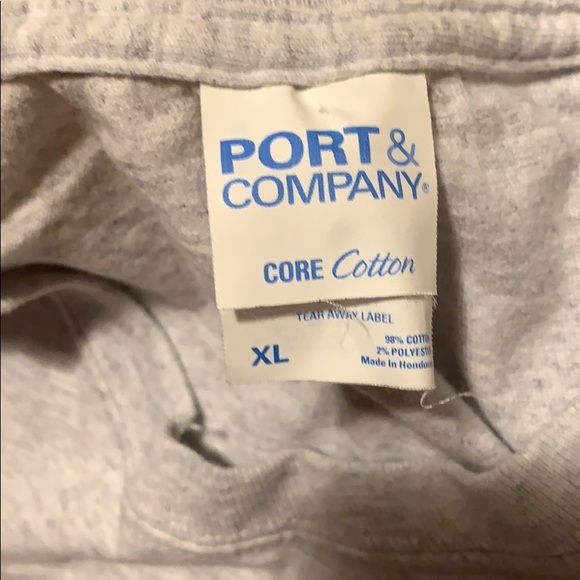 PORT &
COMPANY®
CORE Cotton
TEAR AWAY LABEL
XL
98% COTTO
2% POLYESTE
Made in Hondur